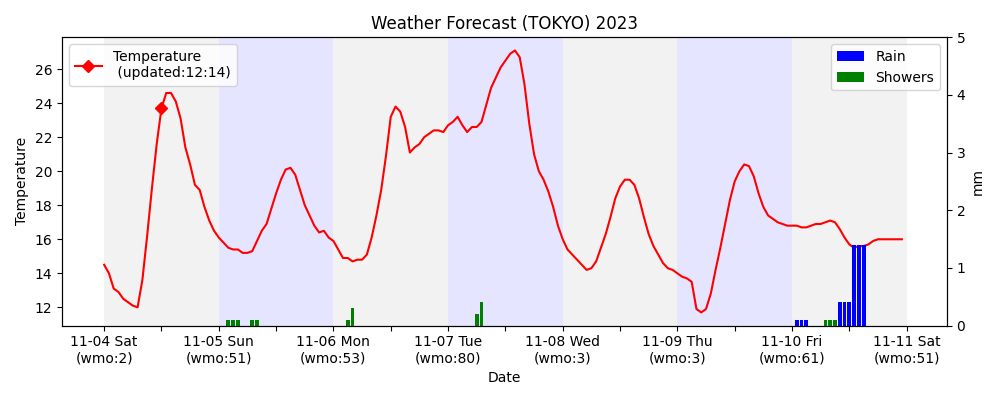 Weather Forecast (TOKYO) 2023
Temperature
(updated:12:14)
Rain
Showers
Temperature
26
24
22
20
18
16
14
12
5
4
3
2
1
0
mm
11-04 Sat
(wmo:2)
11-05 Sun
(wmo:51)
11-06 Mon
(wmo:53)
11-07 Tue
(wmo:80)
11-08 Wed
(wmo:3)
11-09 Thu
(wmo:3)
11-10 Fri
(wmo:61)
11-11 Sat
(wmo:51)
Date